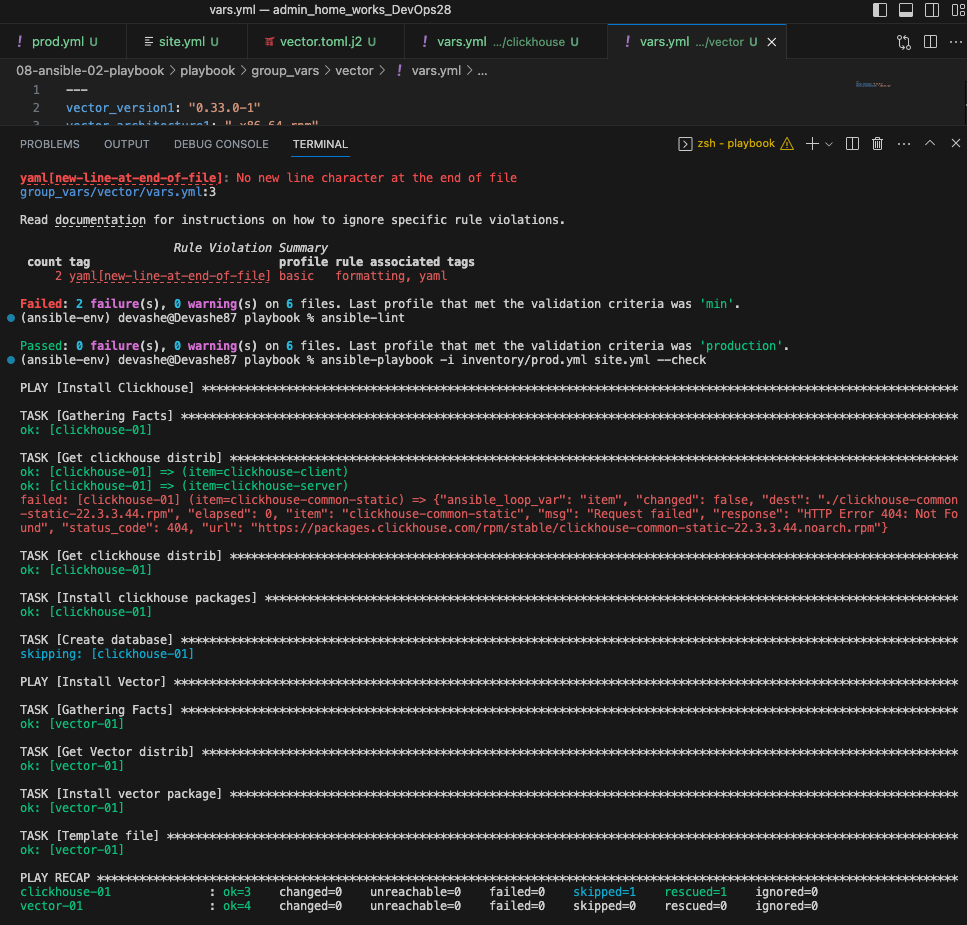 vars.yml — admin_home_works_DevOps28
! prod.yml U
site.yml U
vector.toml.j2 U
! vars.yml .../clickhouse U
! vars.yml .../vector U
08-ansible-02-playbook > playbook > group_vars > vector > ! vars.yml > ...
1 ---
2 vector_version1: "0.33.0-1"
3 vector_architecture1: ".x86_64.rpm"
PROBLEMS OUTPUT DEBUG CONSOLE TERMINAL
zsh - playbook
yaml[new-line-at-end-of-file]: No new line character at the end of file
group_vars/vector/vars.yml:3
Read documentation for instructions on how to ignore specific rule violations.
Rule Violation Summary
count tag profile rule associated tags
2 yaml[new-line-at-end-of-file] basic formatting, yaml
Failed: 2 failure(s), 0 warning(s) on 6 files. Last profile that met the validation criteria was 'min'.
(ansible-env) devashe@Devashe87 playbook % ansible-lint
Passed: 0 failure(s), 0 warning(s) on 6 files. Last profile that met the validation criteria was 'production'.
(ansible-env) devashe@Devashe87 playbook % ansible-playbook -i inventory/prod.yml site.yml --check
PLAY [Install Clickhouse] *********************************************************************************************************
TASK [Gathering Facts] ************************************************************************************************************
ok: [clickhouse-01]
TASK [Get clickhouse distrib] *****************************************************************************************************
ok: [clickhouse-01] => (item=clickhouse-client)
ok: [clickhouse-01] => (item=clickhouse-server)
failed: [clickhouse-01] (item=clickhouse-common-static) => {"ansible_loop_var": "item", "changed": false, "dest": "./clickhouse-common
-static-22.3.3.44.rpm", "elapsed": 0, "item": "clickhouse-common-static", "msg": "Request failed", "response": "HTTP Error 404: Not Fo
und", "status_code": 404, "url": "https://packages.clickhouse.com/rpm/stable/clickhouse-common-static-22.3.3.44.noarch.rpm"}
TASK [Get clickhouse distrib] *****************************************************************************************************
ok: [clickhouse-01]
TASK [Install clickhouse packages] ************************************************************************************************
ok: [clickhouse-01]
TASK [Create database] ************************************************************************************************************
skipping: [clickhouse-01]
PLAY [Install Vector] *************************************************************************************************************
TASK [Gathering Facts] ************************************************************************************************************
ok: [vector-01]
TASK [Get Vector distrib] *********************************************************************************************************
ok: [vector-01]
TASK [Install vector package] *****************************************************************************************************
ok: [vector-01]
TASK [Template file] **************************************************************************************************************
ok: [vector-01]
PLAY RECAP ************************************************************************************************************************
clickhouse-01 : ok=3 changed=0 unreachable=0 failed=0 skipped=1 rescued=1 ignored=0
vector-01 : ok=4 changed=0 unreachable=0 failed=0 skipped=0 rescued=0 ignored=0